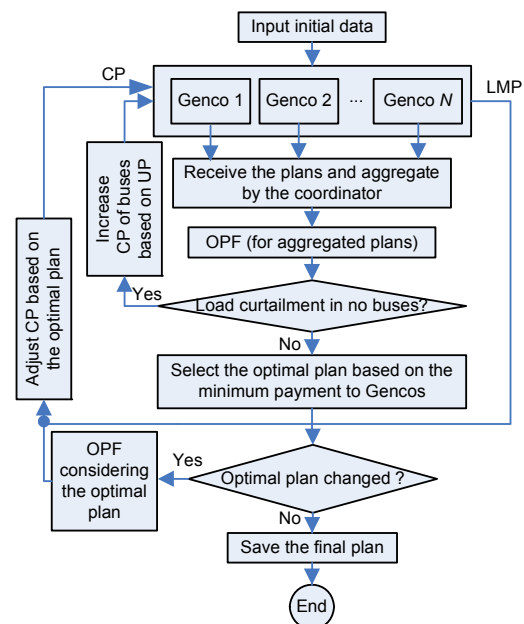 Input initial data
CP
LMP
Genco 1
Genco 2
...
Genco N
Receive the plans and aggregate
by the coordinator
Increase
CP of buses
based on UP
OPF (for aggregated plans)
Yes
Load curtailment in no buses?
No
Adjust CP based on
the optimal plan
Select the optimal plan based on the
minimum payment to Gencos
OPF
considering
the optimal
plan
Yes
Optimal plan changed ?
No
Save the final plan
End